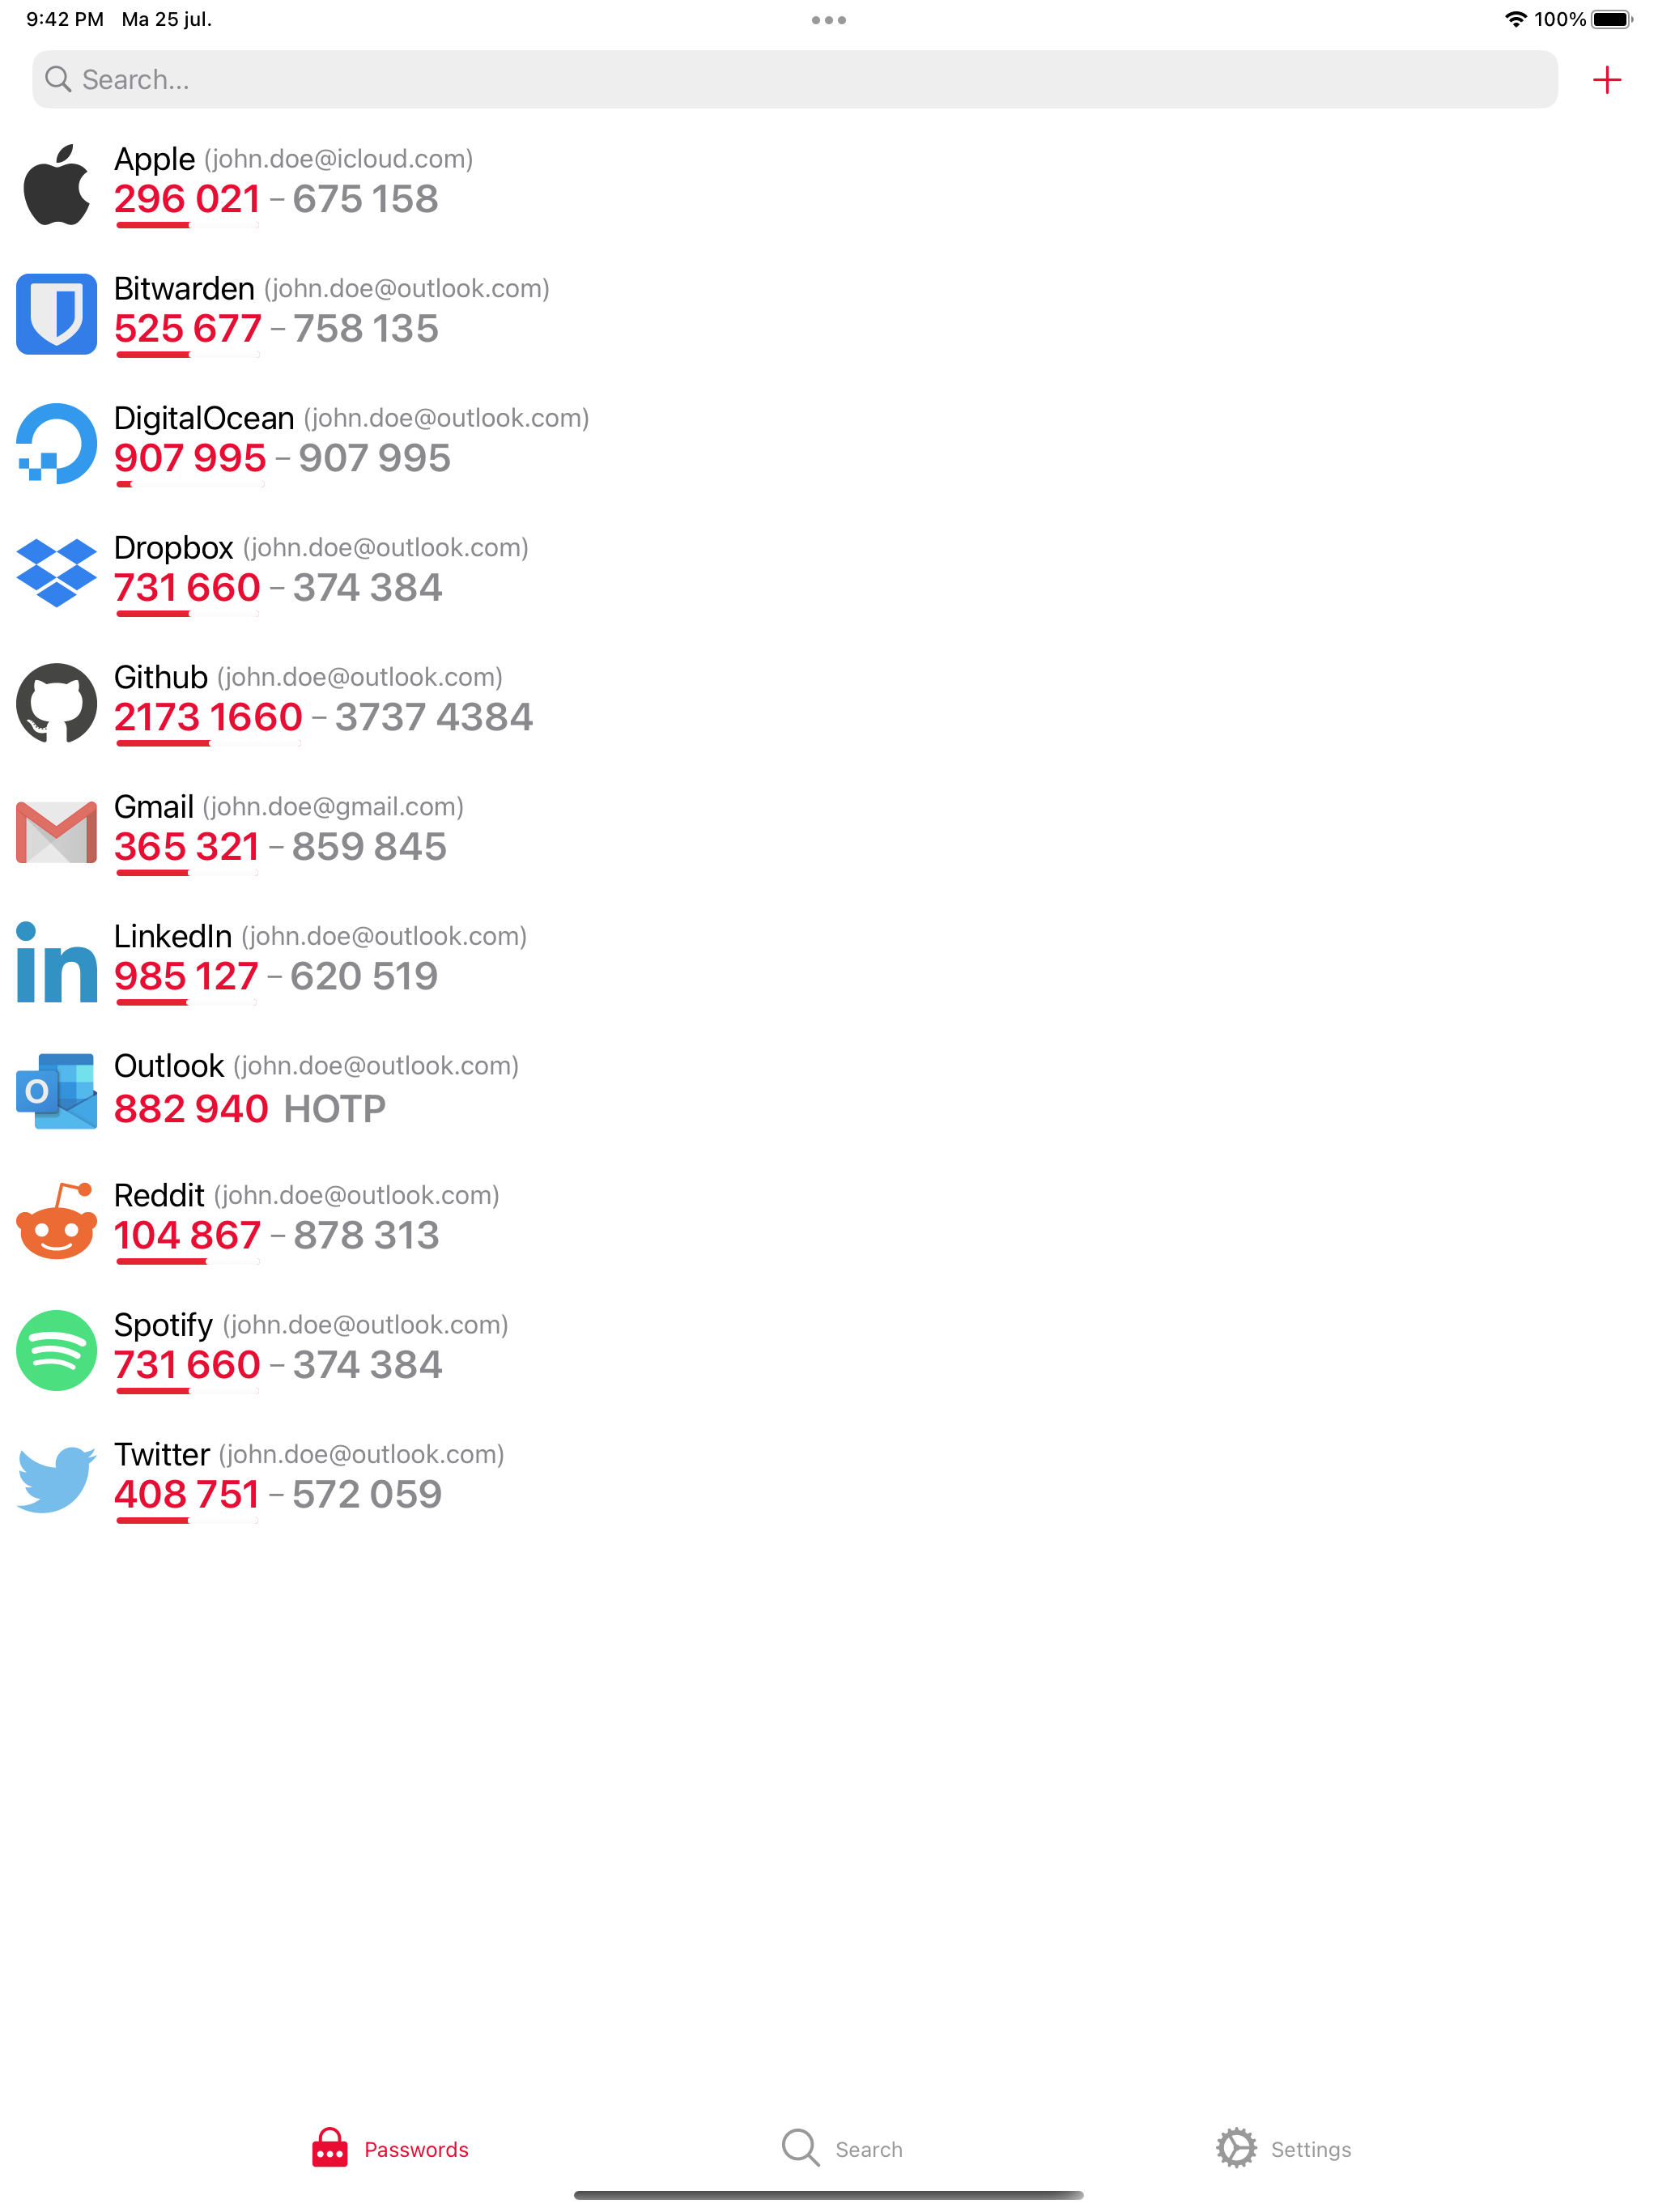 9:42 PM Ma 25 jul. 100%
Search...
Apple (john.doe@icloud.com)
296 021 – 675 158
Bitwarden (john.doe@outlook.com)
525 677 – 758 135
DigitalOcean (john.doe@outlook.com)
907 995 – 907 995
Dropbox (john.doe@outlook.com)
731 660 – 374 384
Github (john.doe@outlook.com)
2173 1660 – 3737 4384
Gmail (john.doe@gmail.com)
365 321 – 859 845
in
LinkedIn (john.doe@outlook.com)
985 127 – 620 519
O
Outlook (john.doe@outlook.com)
882 940 HOTP
Reddit (john.doe@outlook.com)
104 867 – 878 313
Spotify (john.doe@outlook.com)
731 660 – 374 384
Twitter (john.doe@outlook.com)
408 751 – 572 059
Passwords Search Settings